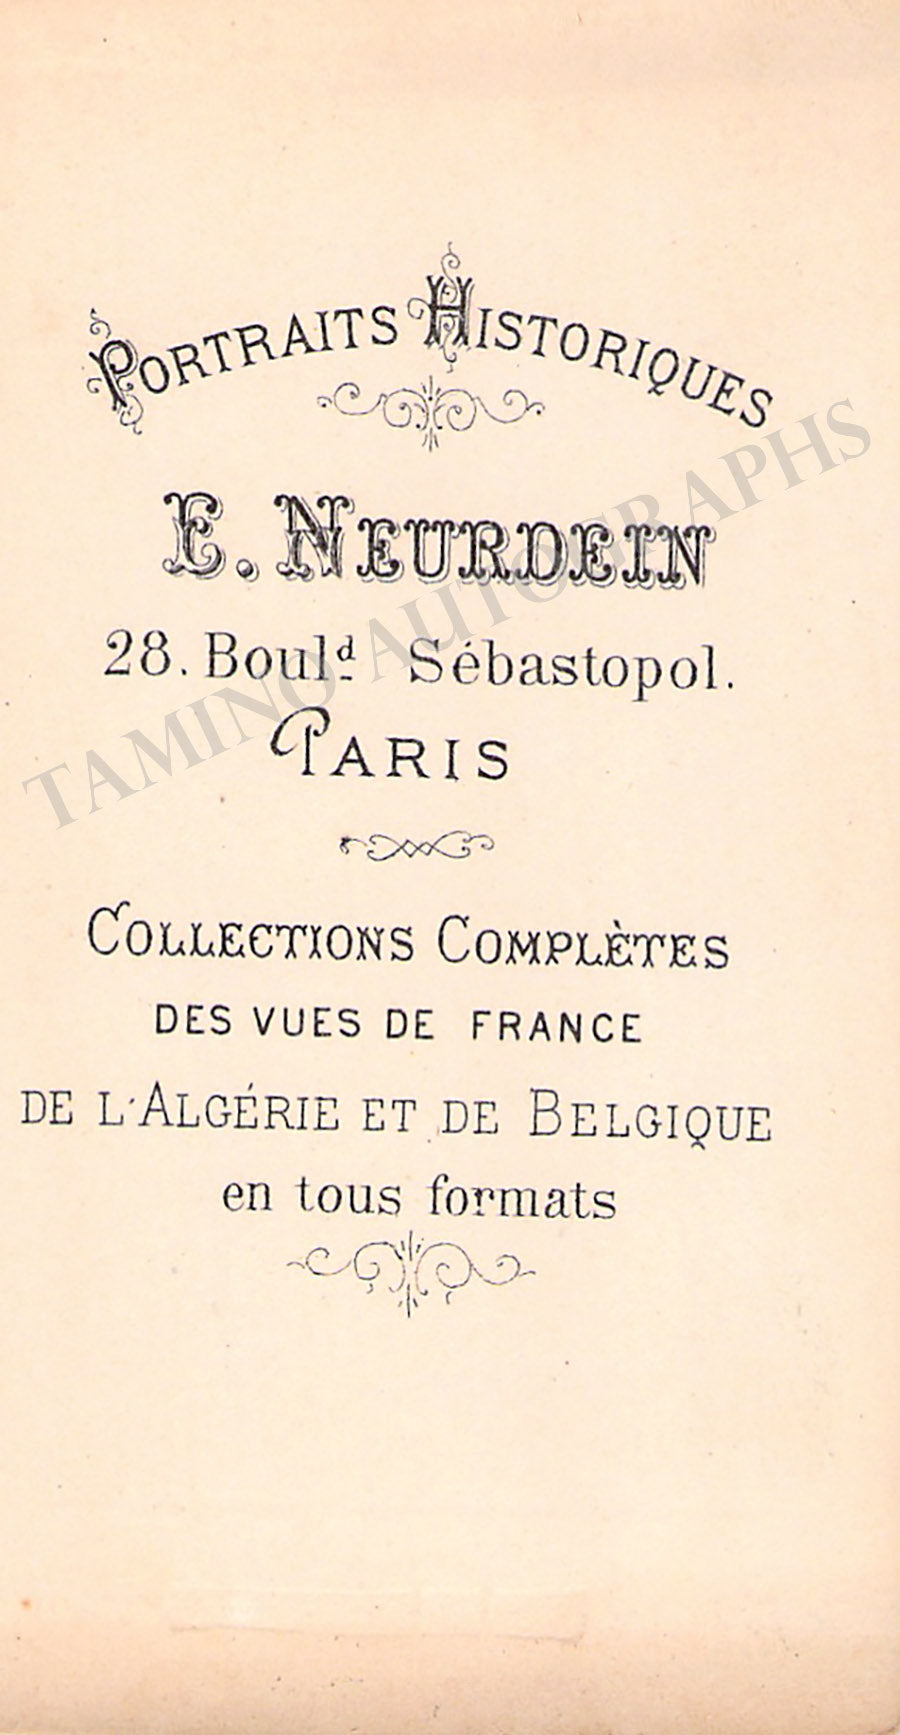 PORTRAITS HISTORIQUES
E. NEURDEIN
28. Boul.d Sébastopol.
PARIS
COLLECTIONS COMPLÈTES
DES VUES DE FRANCE
DE L'ALGÉRIE ET DE BELGIQUE
en tous formats
TAMINO AUTOGRAPHS